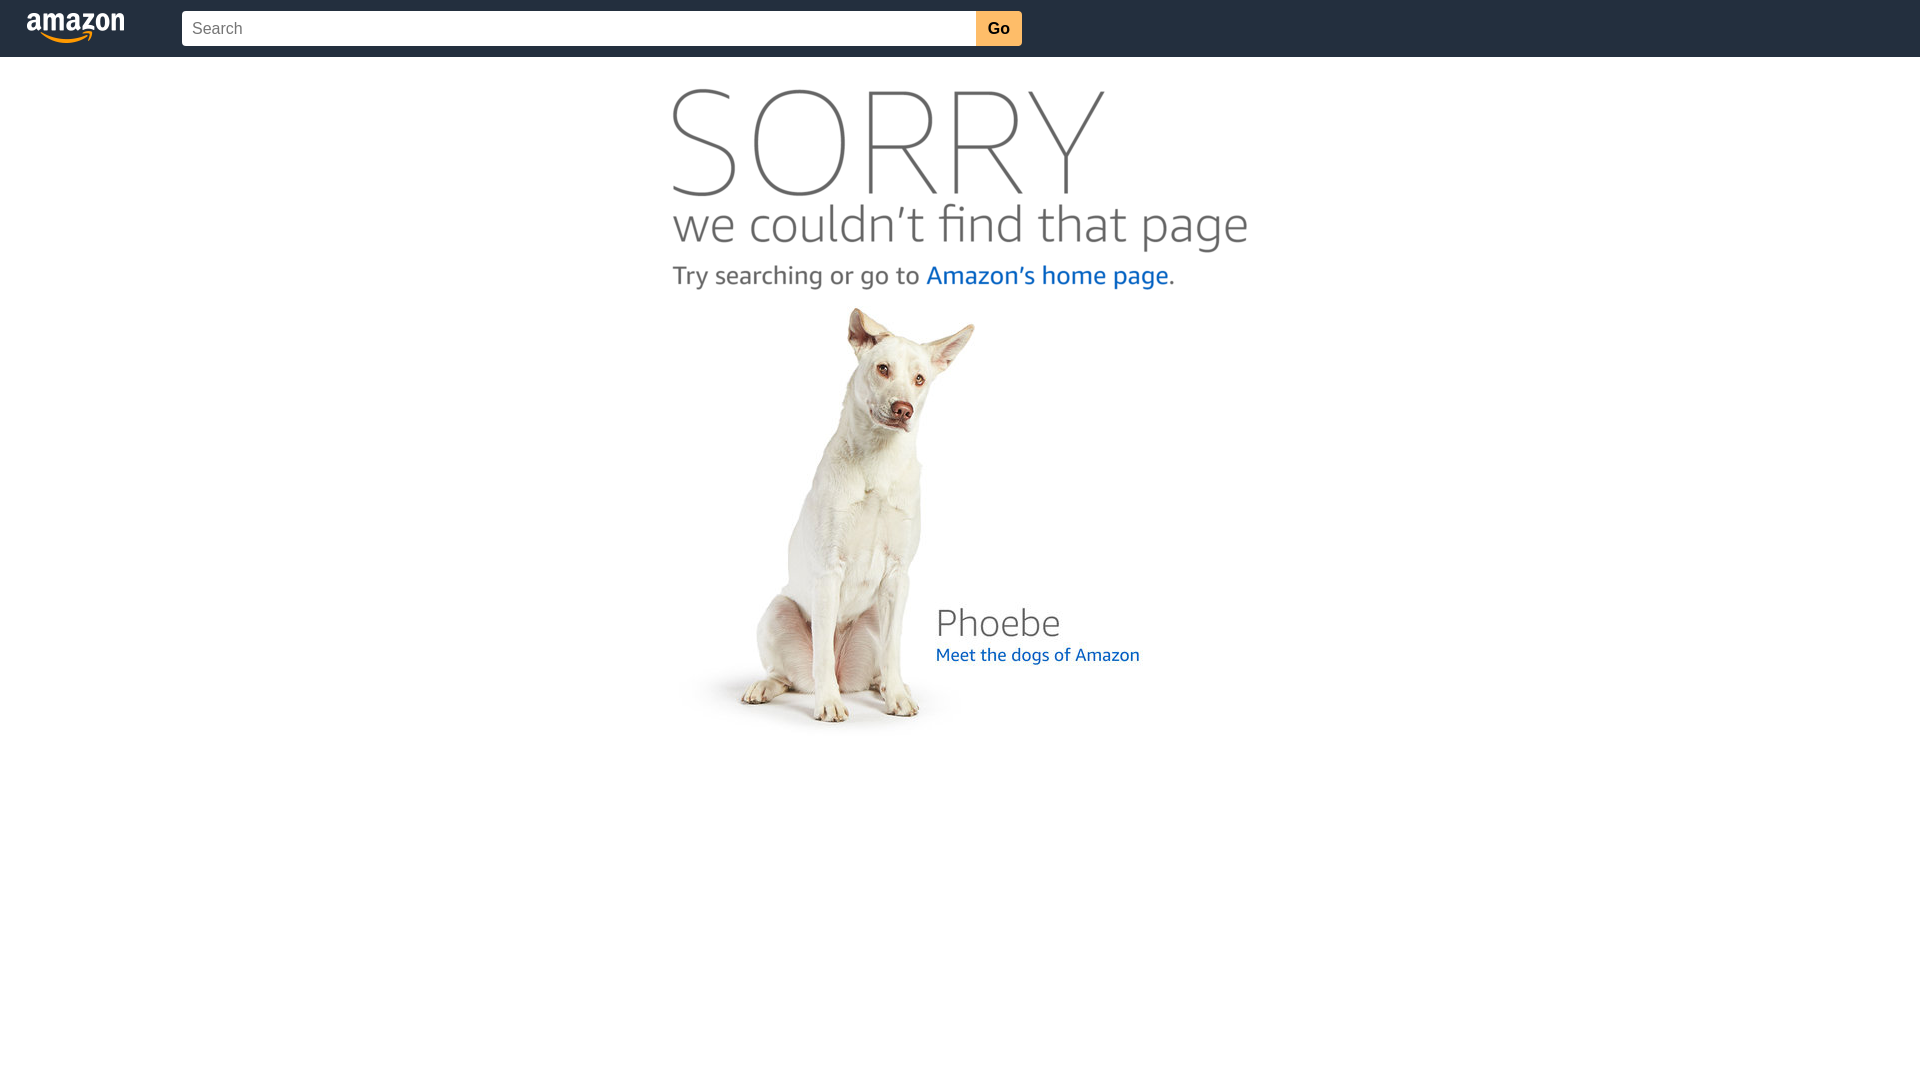 amazon
Search
Go
SORRY
we couldn't find that page
Try searching or go to Amazon's home page.
Phoebe
Meet the dogs of Amazon